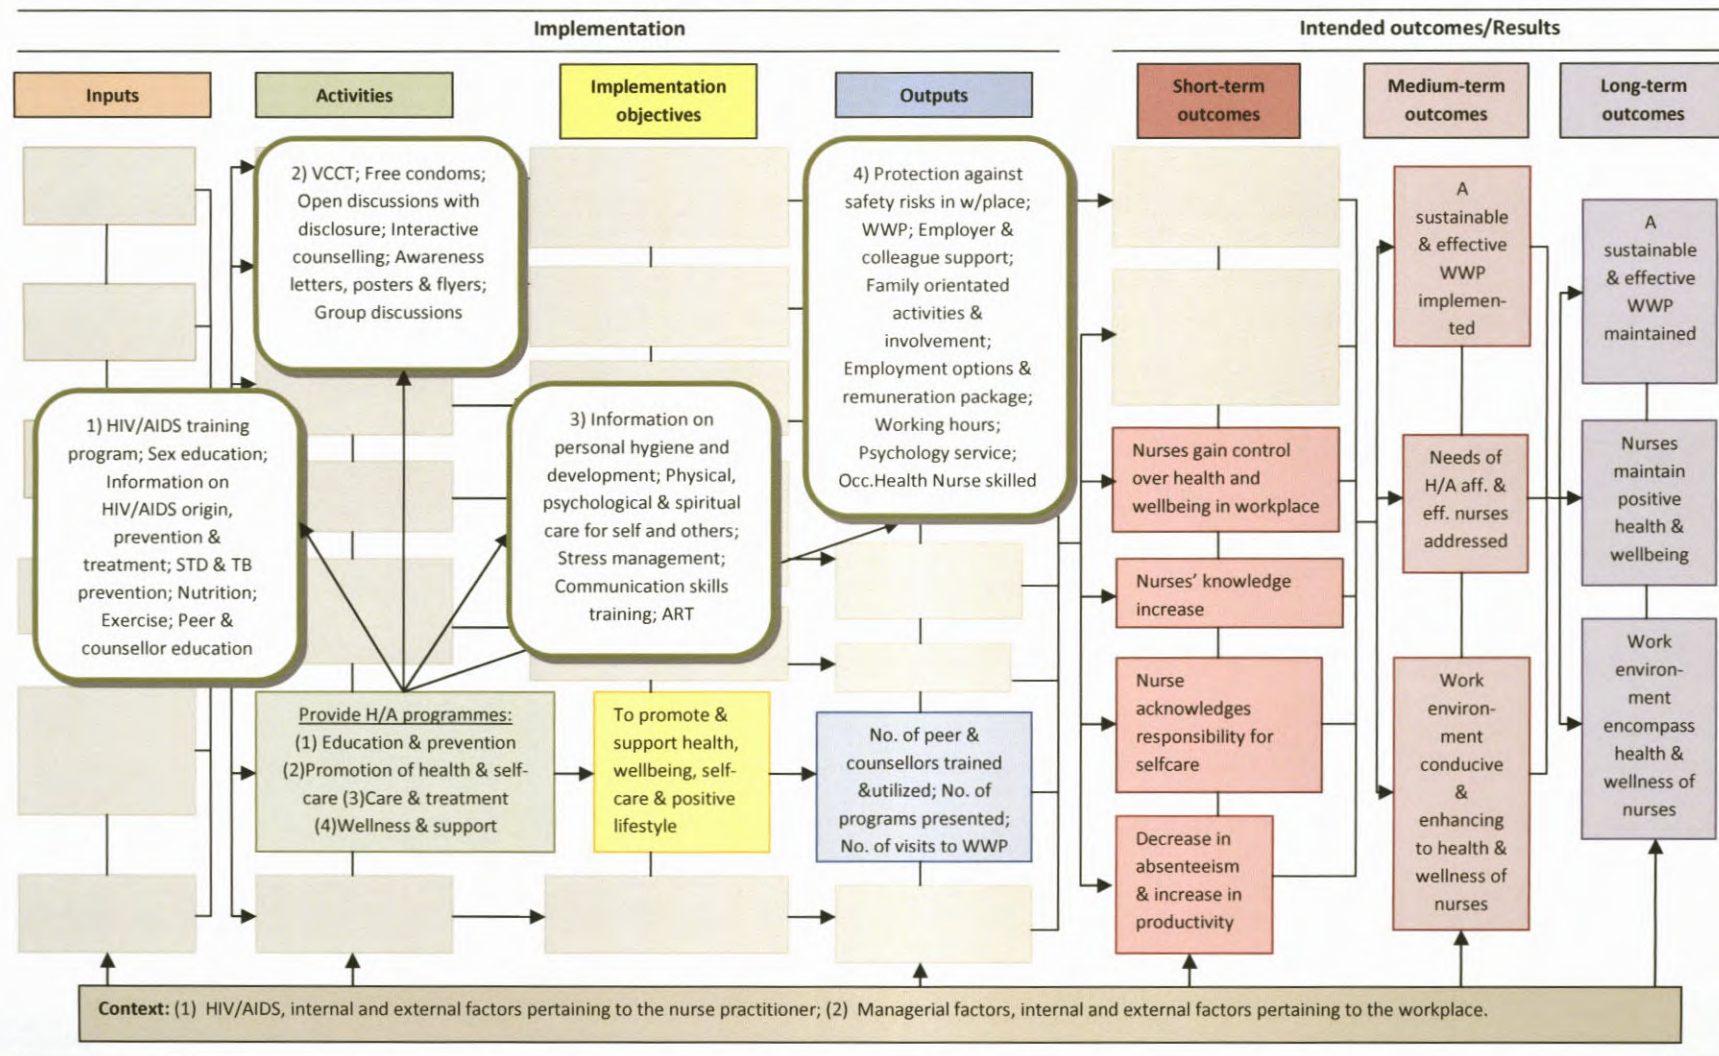 Implementation
Intended outcomes/Results
Inputs
Activities
Implementation
objectives
Outputs
Short-term
outcomes
Medium-term
outcomes
Long-term
outcomes
1) HIV/AIDS training
program; Sex education;
Information on
HIV/AIDS origin,
prevention &
treatment; STD & TB
prevention; Nutrition;
Exercise; Peer &
counsellor education
2) VCCT; Free condoms;
Open discussions with
disclosure; Interactive
counselling; Awareness
letters, posters & flyers;
Group discussions
3) Information on
personal hygiene and
development; Physical,
psychological & spiritual
care for self and others;
Stress management;
Communication skills
training; ART
4) Protection against
safety risks in w/place;
WWP; Employer &
colleague support;
Family orientated
activities &
involvement;
Employment options &
remuneration package;
Working hours;
Psychology service;
Occ.Health Nurse skilled
Provide H/A programmes:
(1) Education & prevention
(2)Promotion of health & self-
care (3)Care & treatment
(4)Wellness & support
To promote &
support health,
wellbeing, self-
care & positive
lifestyle
No. of peer &
counsellors trained
&utilized; No. of
programs presented;
No. of visits to WWP
Nurses gain control
over health and
wellbeing in workplace
Nurses' knowledge
increase
Nurse
acknowledges
responsibility for
selfcare
Decrease in
absenteeism
& increase in
productivity
A
sustainable
& effective
WWP
implemen-
ted
Needs of
H/A aff. &
eff. nurses
addressed
Work
environ-
ment
conducive
&
enhancing
to health &
wellness of
nurses
A
sustainable
& effective
WWP
maintained
Nurses
maintain
positive
health &
wellbeing
Work
environ-
ment
encompass
health &
wellness of
nurses
Context: (1) HIV/AIDS, internal and external factors pertaining to the nurse practitioner; (2) Managerial factors, internal and external factors pertaining to the workplace.